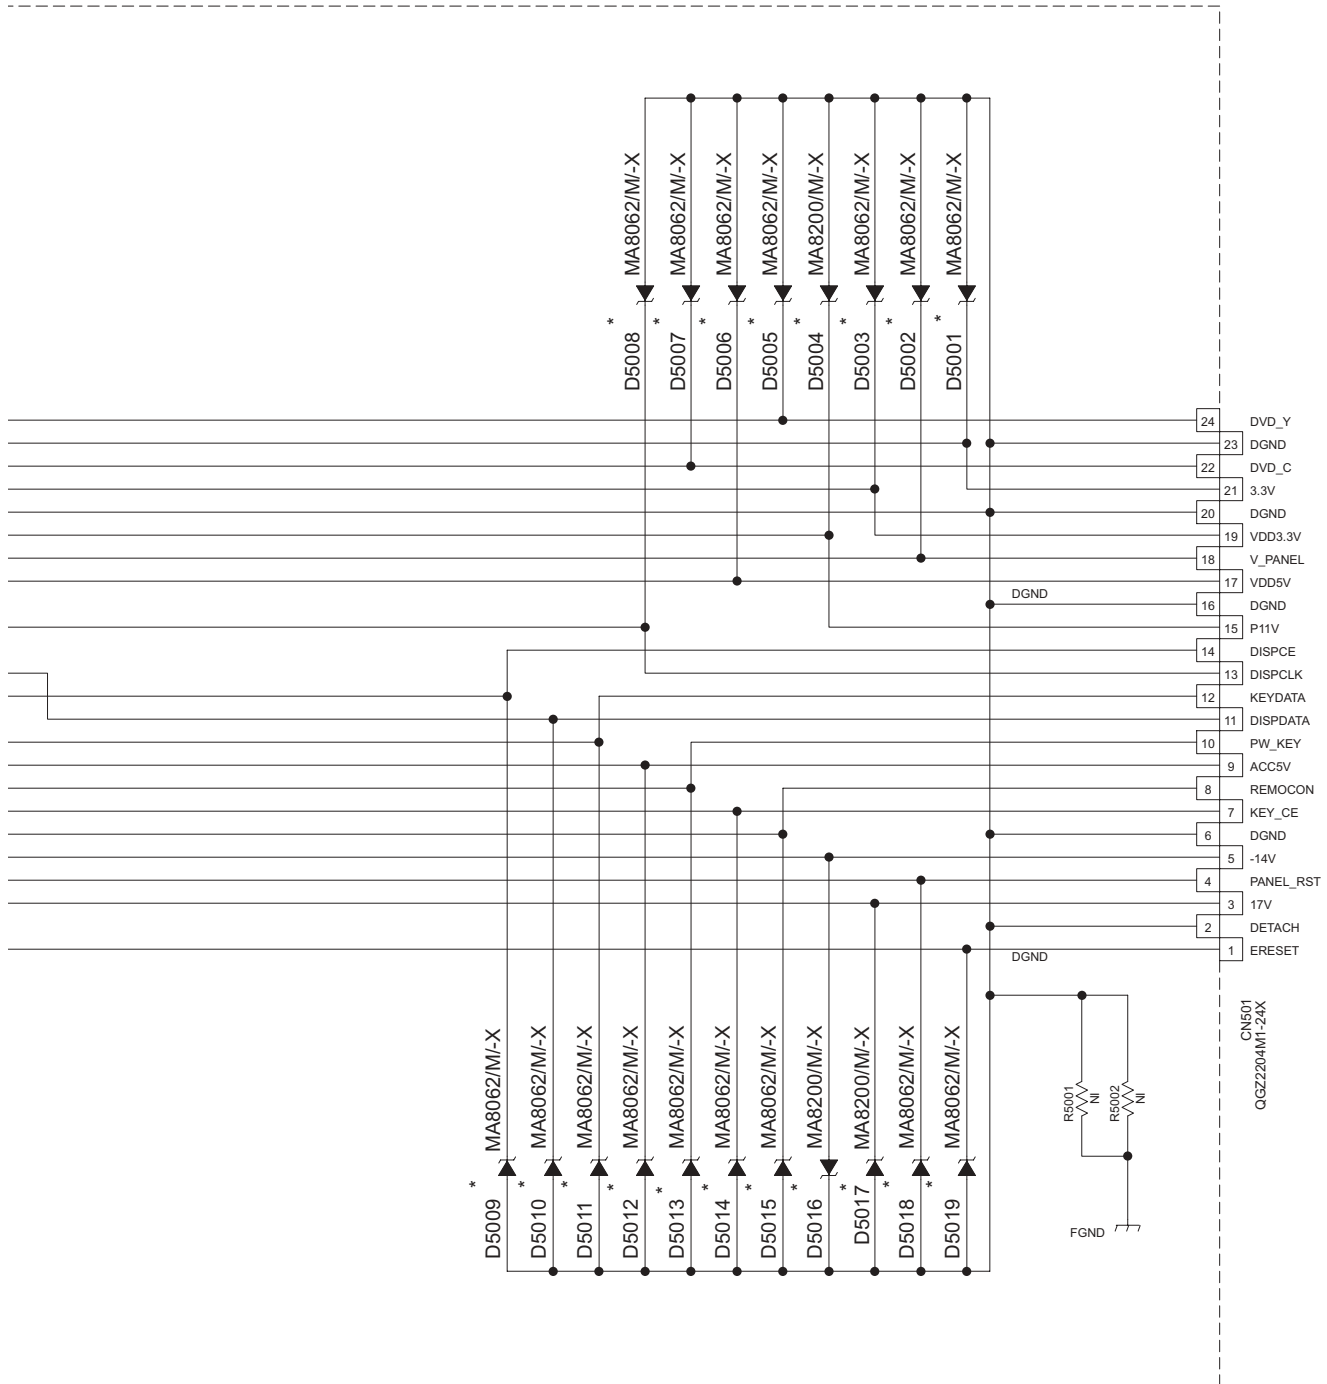 MA8062/M/-X
MA8062/M/-X
MA8062/M/-X
MA8062/M/-X
MA8200/M/-X
MA8062/M/-X
MA8062/M/-X
MA8062/M/-X
* * * * * * * *
D5008
D5007
D5006
D5005
D5004
D5003
D5002
D5001
24 DVD_Y
23 DGND
22 DVD_C
21 3.3V
20 DGND
19 VDD3.3V
18 V_PANEL
17 VDD5V
DGND
16 DGND
15 P11V
14 DISPCE
13 DISPCLK
12 KEYDATA
11 DISPDATA
10 PW_KEY
9 ACC5V
8 REMOCON
7 KEY_CE
6 DGND
5 -14V
4 PANEL_RST
3 17V
2 DETACH
DGND
1 ERESET
CN501
QGZ2204M1-24X
MA8062/M/-X
MA8062/M/-X
MA8062/M/-X
MA8062/M/-X
MA8062/M/-X
MA8062/M/-X
MA8062/M/-X
MA8200/M/-X
MA8200/M/-X
MA8062/M/-X
MA8062/M/-X
* * * * * * * * * * *
D5009
D5010
D5011
D5012
D5013
D5014
D5015
D5016
D5017
D5018
D5019
R5001
NI
R5002
NI
FGND